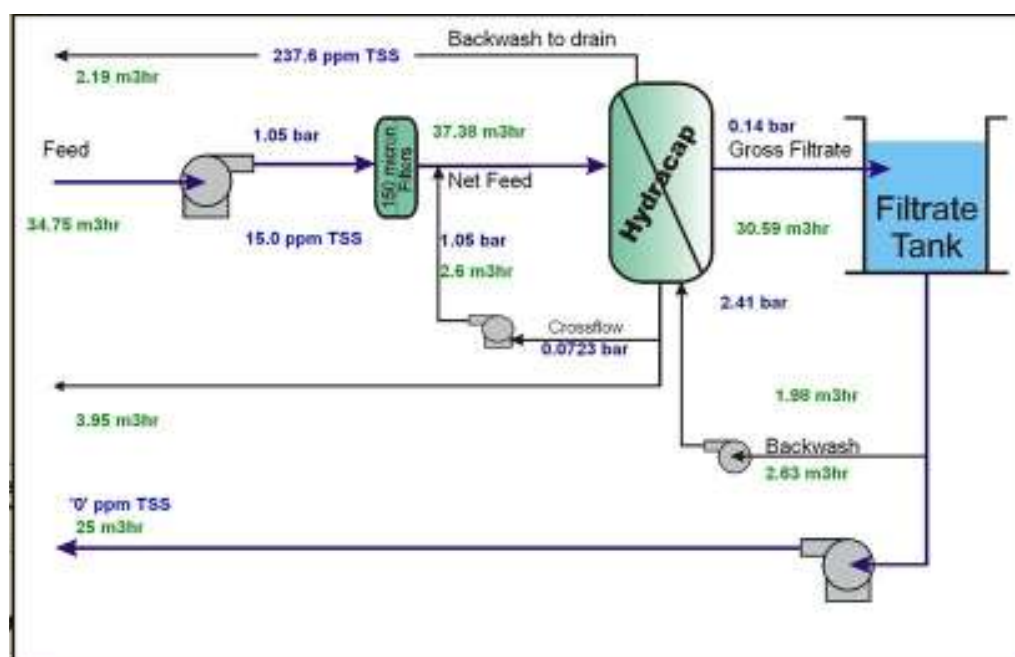 Backwash to drain
237.6 ppm TSS
2.19 m3hr
Feed
34.75 m3hr
1.05 bar
15.0 ppm TSS
150 micron
Filters
37.38 m3hr
Net Feed
1.05 bar
2.6 m3hr
Hydracap
0.14 bar
Gross Filtrate
30.59 m3hr
Filtrate
Tank
2.41 bar
Crossflow
0.0723 bar
3.95 m3hr
1.98 m3hr
Backwash
2.63 m3hr
'0' ppm TSS
25 m3hr